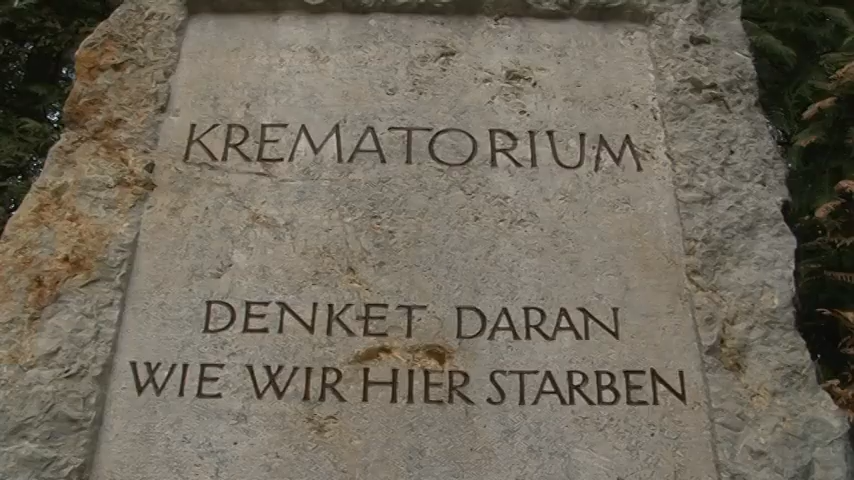 KREMATORIUM
DENKET DARAN
WIE WIR HIER STARBEN